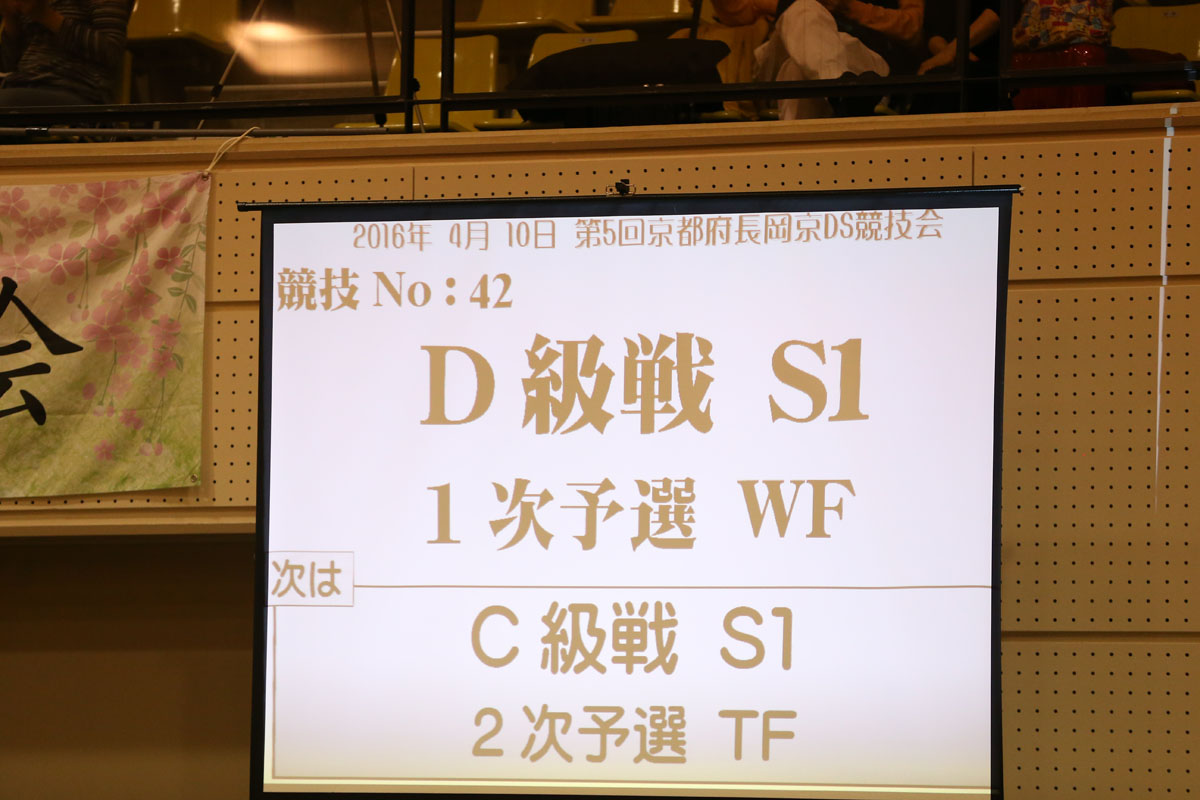 2016年 4月 10日 第5回京都府長岡京DS競技会
競技 No : 42
D 級戦 S1
1 次予選 WF
次は
C 級戦 S1
2 次予選 TF
会